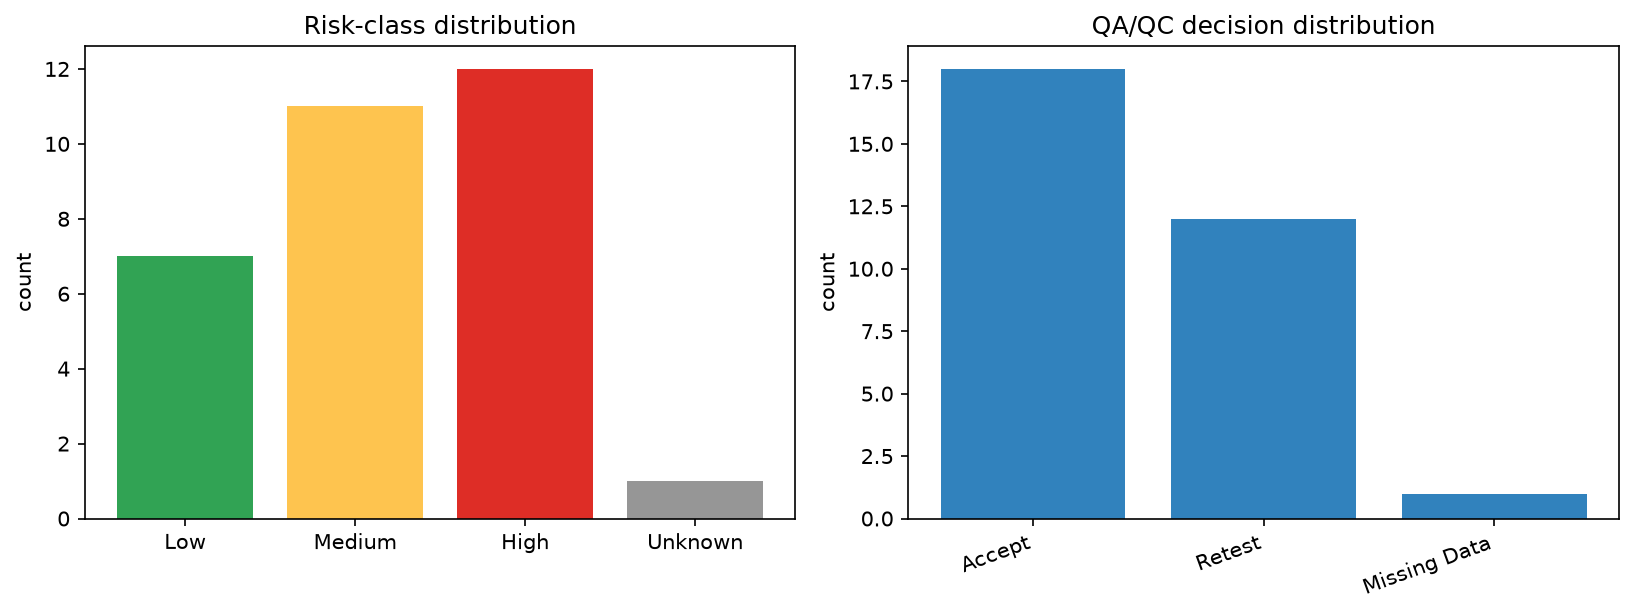 Risk-class distribution
12
10
8
6
4
2
0
count
Low Medium High Unknown
QA/QC decision distribution
17.5
15.0
12.5
10.0
7.5
5.0
2.5
0.0
count
Accept Retest Missing Data